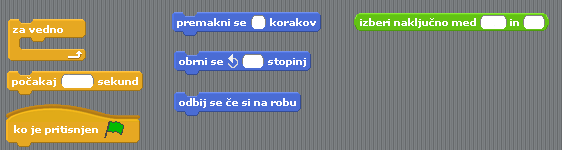 za vedno
počakaj sekund
ko je pritisnjen
premakni se korakov
obrni se stopinj
odbij se če si na robu
izberi naključno med in